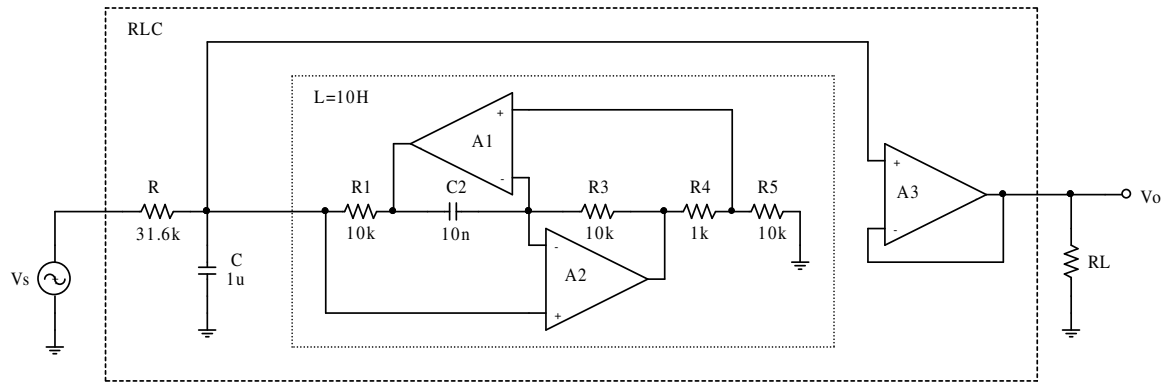 RLC
L=10H
+
A1
-
R
31.6k
R1
10k
C2
10n
R3
10k
R4
1k
R5
10k
+
A3
-
Vo
C
1u
-
A2
+
Vs
RL